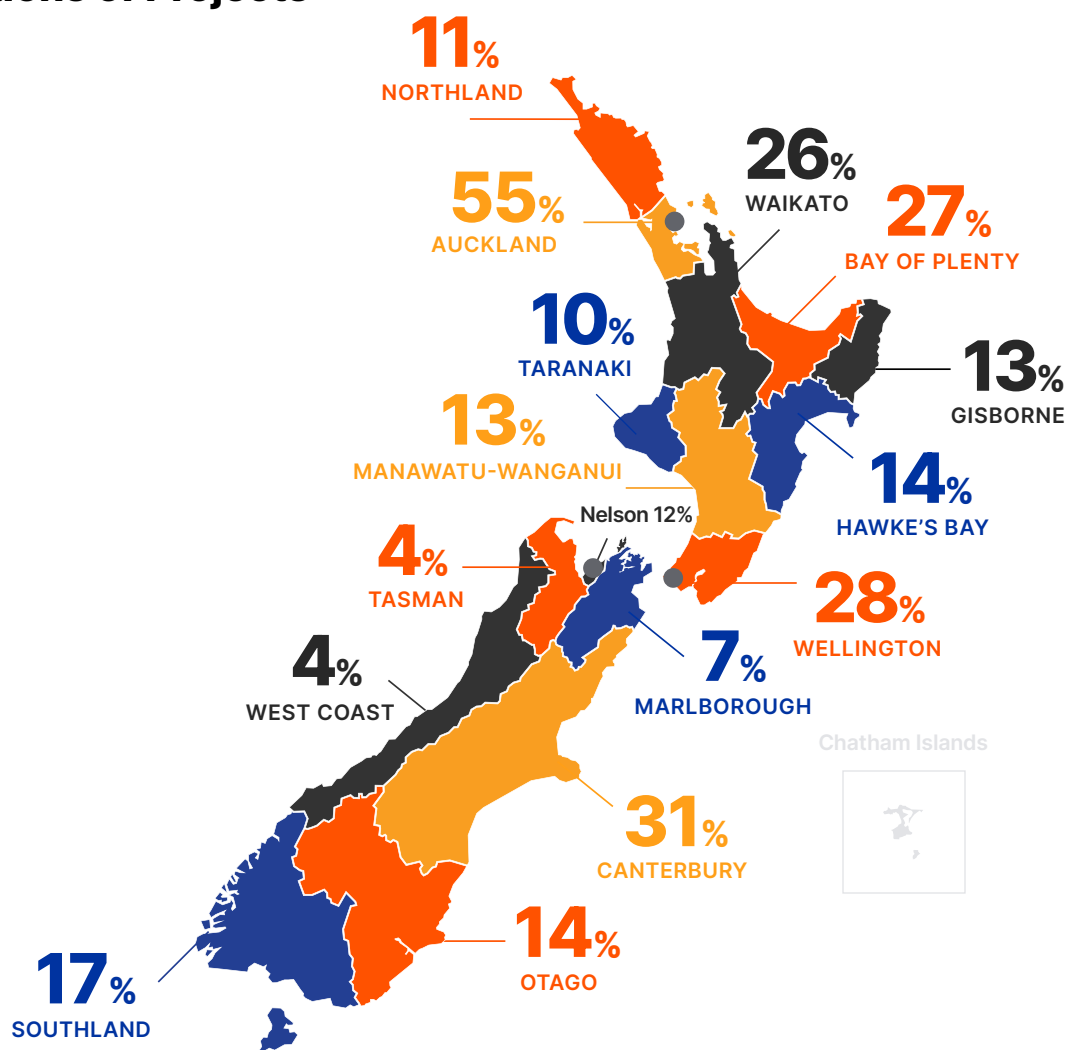 of Projects
11%
NORTHLAND
26%
WAIKATO
55%
AUCKLAND
27%
BAY OF PLENTY
10%
TARANAKI
13%
GISBORNE
13%
MANAWATU-WANGANUI
14%
HAWKE'S BAY
Nelson 12%
4%
TASMAN
28%
WELLINGTON
7%
MARLBOROUGH
4%
WEST COAST
Chatham Islands
31%
CANTERBURY
14%
OTAGO
17%
SOUTHLAND